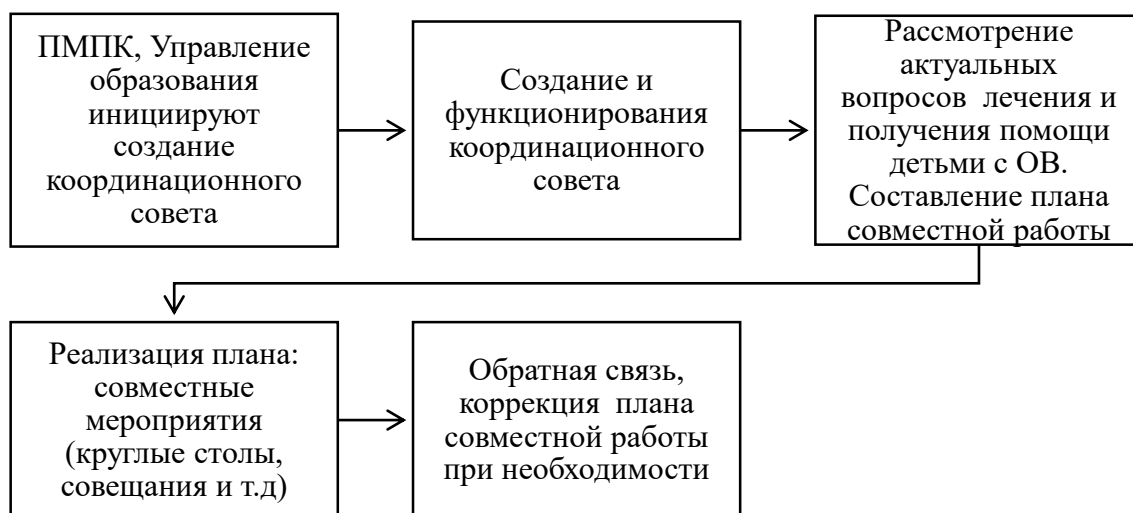 ПМПК, Управление
образования
инициируют
создание
координационного
совета
Создание и
функционирования
координационного
совета
Рассмотрение
актуальных
вопросов лечения и
получения помощи
детьми с ОВ.
Составление плана
совместной работы
Реализация плана:
совместные
мероприятия
(круглые столы,
совещания и т.д)
Обратная связь,
коррекция плана
совместной работы
при необходимости